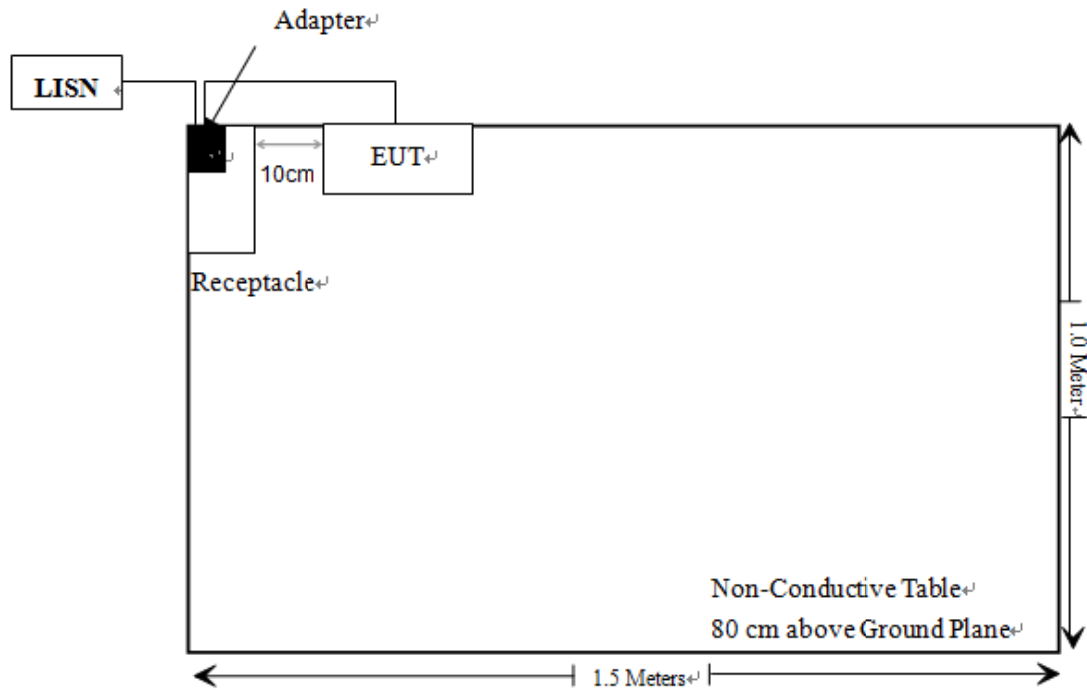 Adapter
LISN
EUT
10cm
Receptacle
1.0 Meter
Non-Conductive Table
80 cm above Ground Plane
1.5 Meters